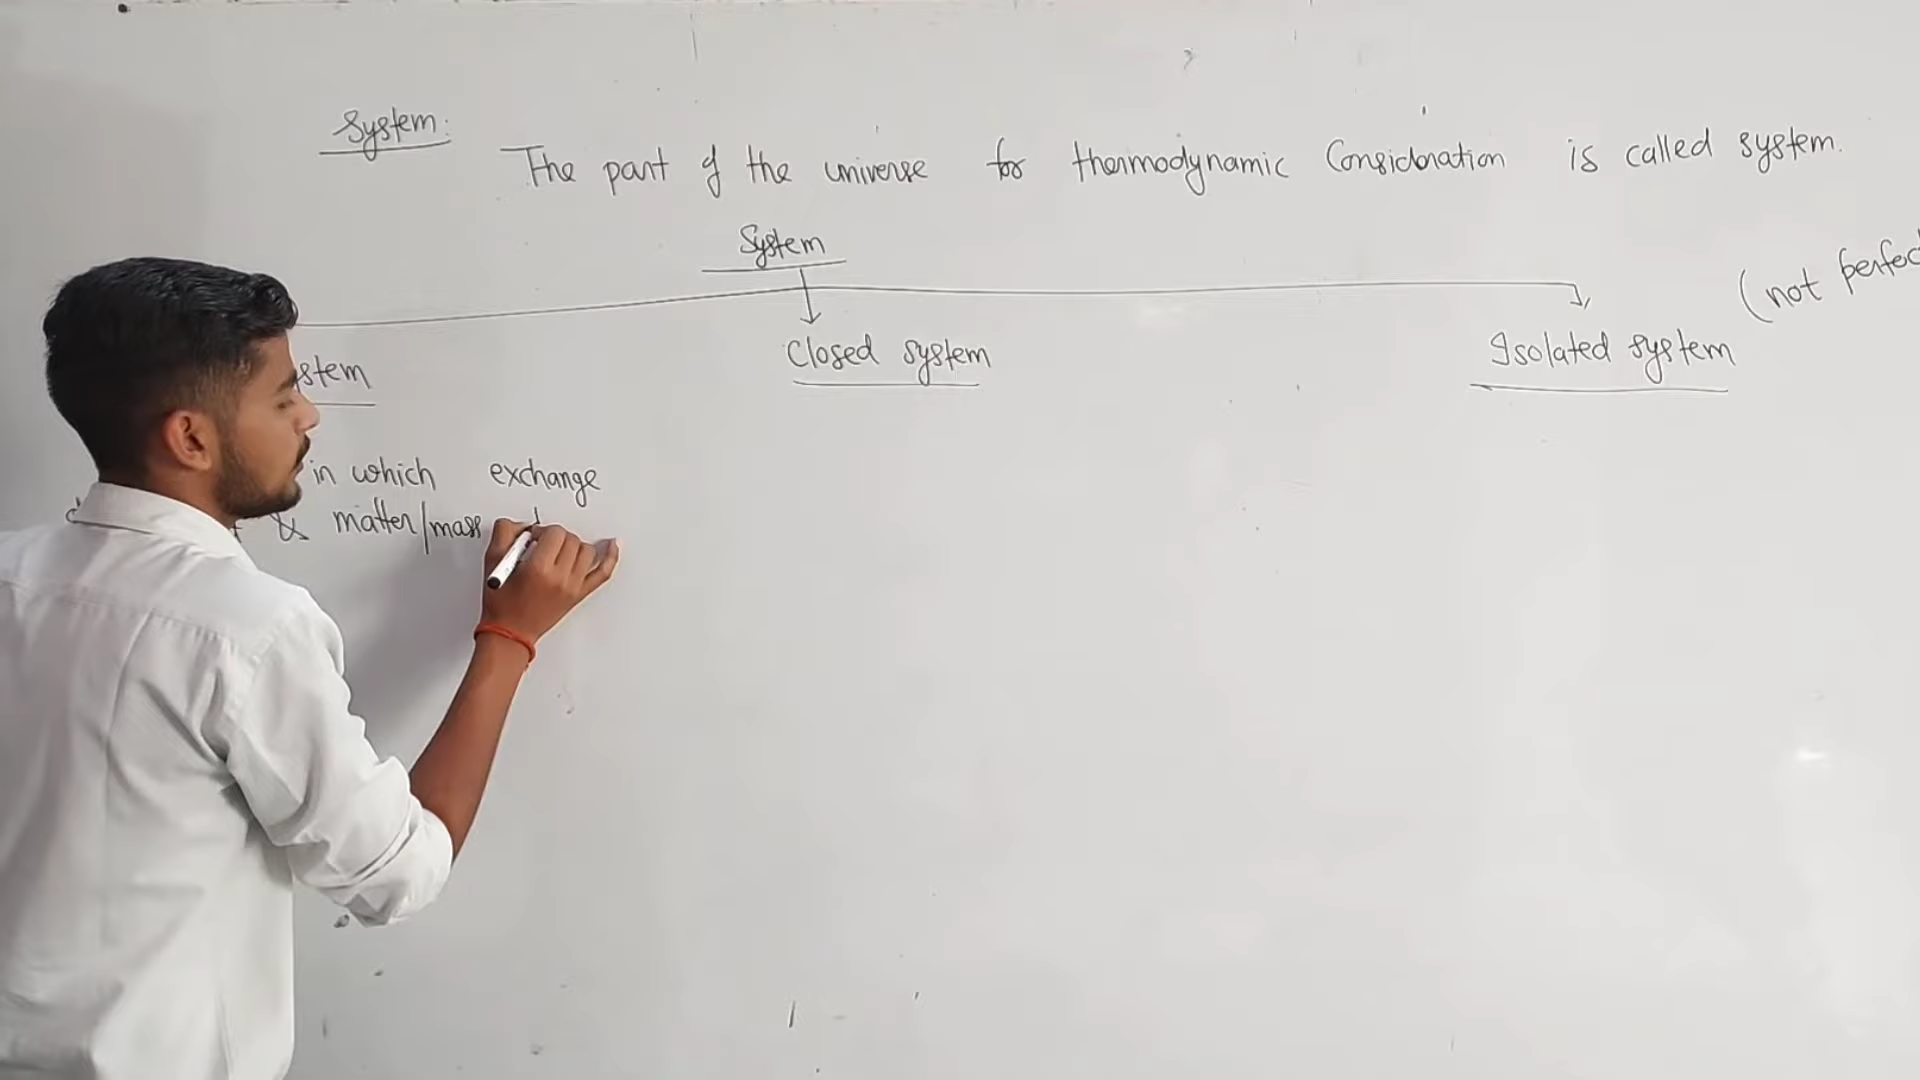 System:
The part of the universe for thermodynamic Consideration is called system.
System
(not perfec
stem
Closed system
Isolated system
in which exchange
& matter/mass